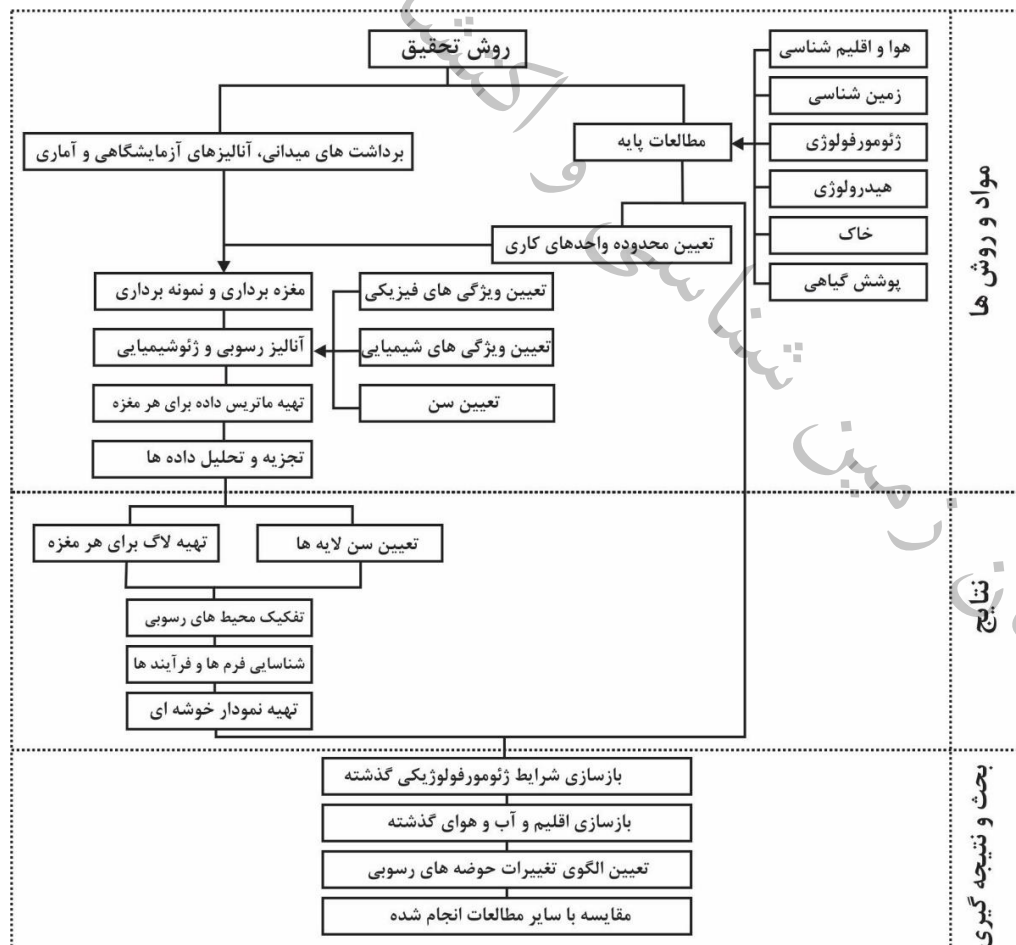 روش تحقیق
هوا و اقلیم شناسی
زمین شناسی
ژئومورفولوژی
هیدرولوژی
خاک
پوشش گیاهی
مطالعات پایه
برداشت های میدانی، آنالیزهای آزمایشگاهی و آماری
تعیین محدوده واحدهای کاری
مغزه برداری و نمونه برداری
تعیین ویژگی های فیزیکی
آنالیز رسوبی و ژئوشیمیایی
تعیین ویژگی های شیمیایی
تهیه ماتریس داده برای هر مغزه
تعیین سن
تجزیه و تحلیل داده ها
مواد و روش ها
تعیین سن لایه ها
تهیه لاگ برای هر مغزه
تفکیک محیط های رسوبی
شناسایی فرم ها و فرآیند ها
تهیه نمودار خوشه ای
نتایج
بازسازی شرایط ژئومورفولوژیکی گذشته
بازسازی اقلیم و آب و هوای گذشته
تعیین الگوی تغییرات حوضه های رسوبی
مقایسه با سایر مطالعات انجام شده
بحث و نتیجه گیری
زمین شناسی و